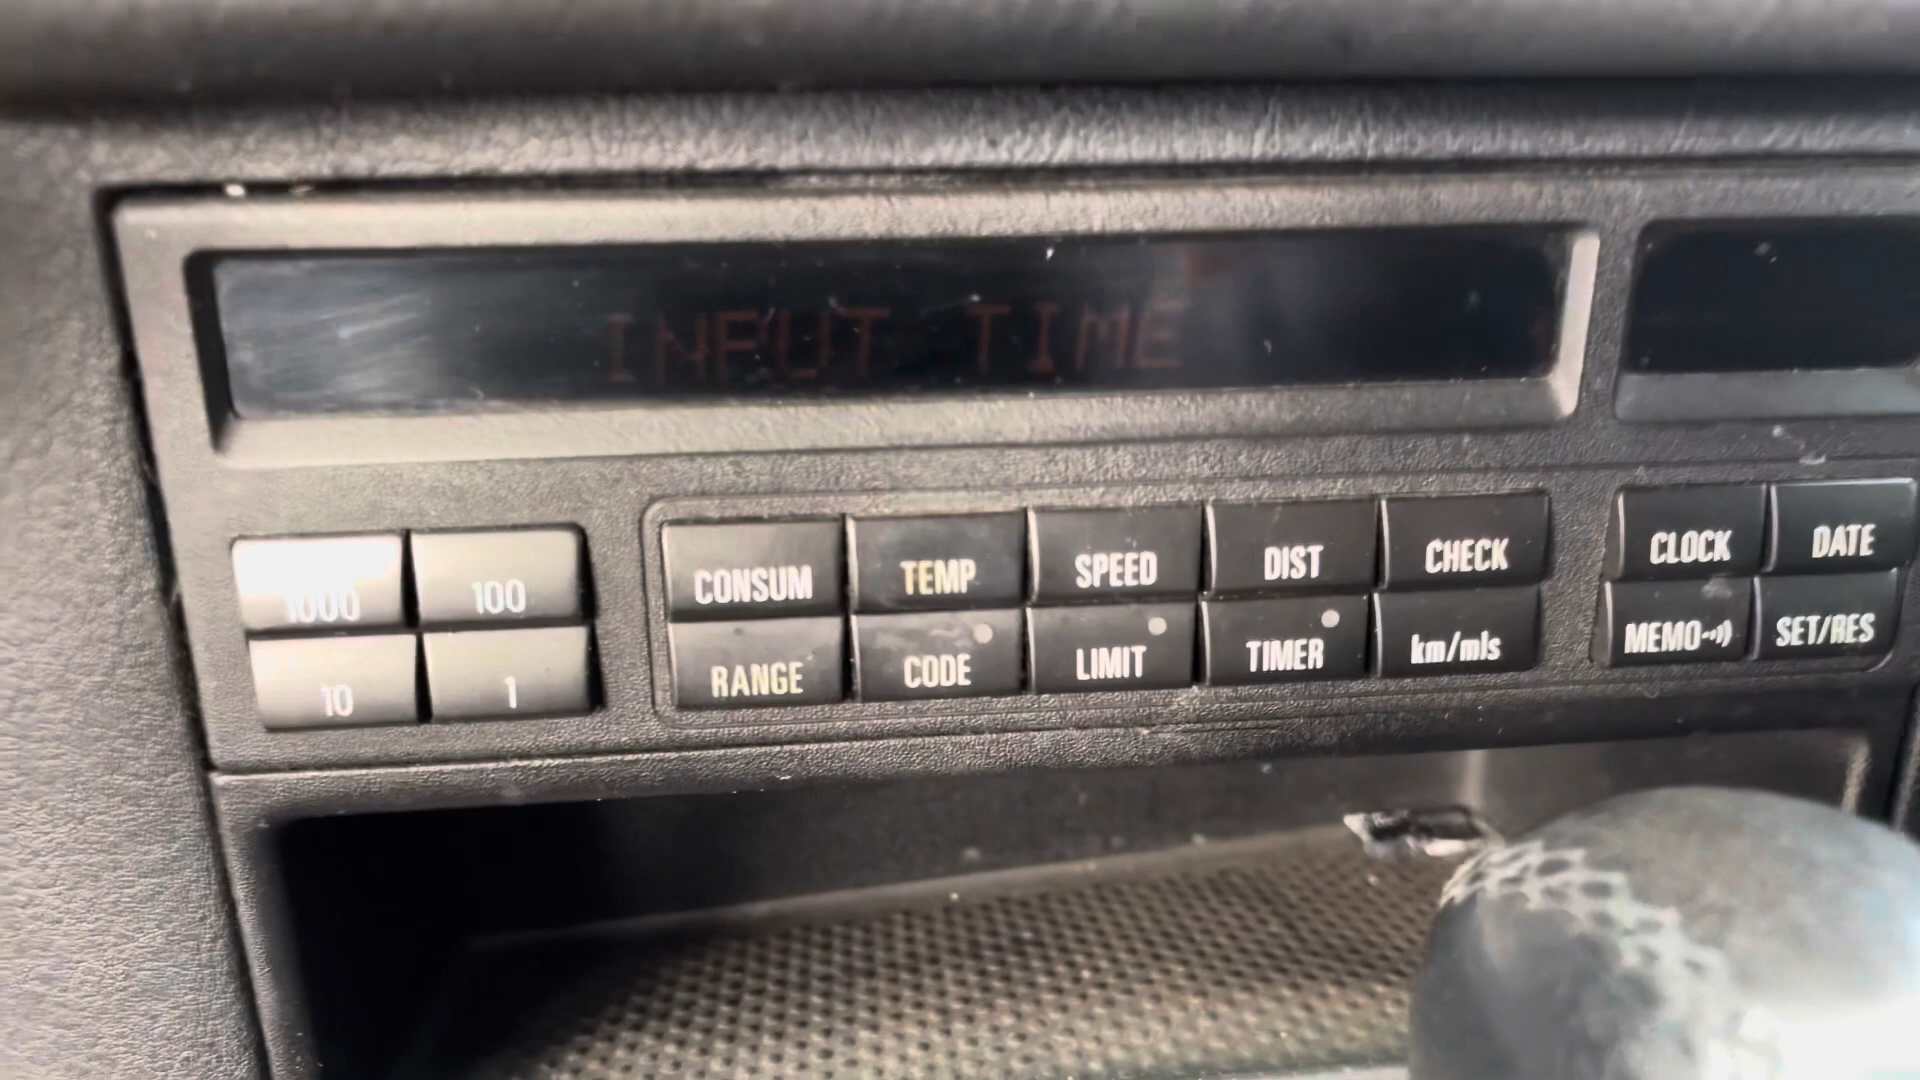 INPUT TIME
1000 100
10 1
CONSUM TEMP SPEED DIST CHECK
RANGE CODE LIMIT TIMER km/mls
CLOCK DATE
MEMO SET/RES